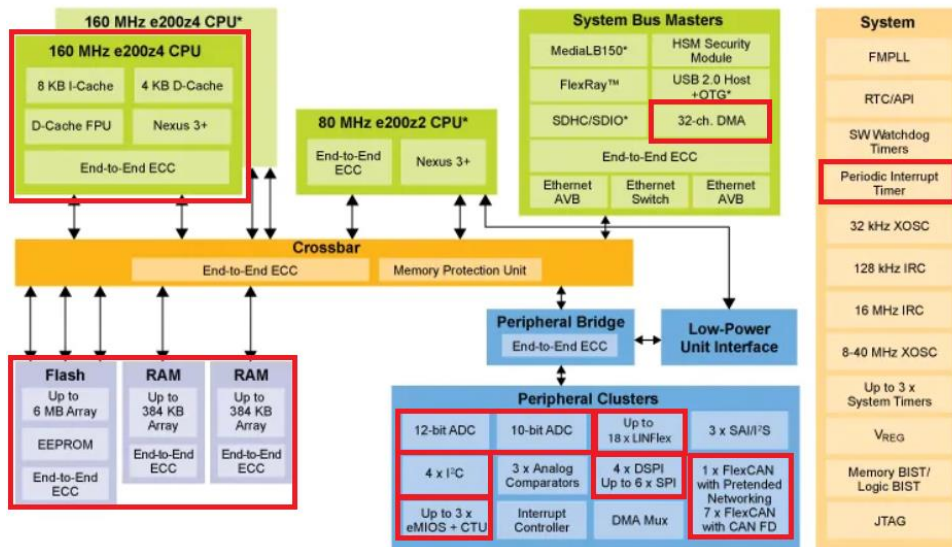 160 MHz e200z4 CPU*
160 MHz e200z4 CPU
8 KB I-Cache
4 KB D-Cache
D-Cache FPU
Nexus 3+
End-to-End ECC
80 MHz e200z2 CPU*
End-to-End
ECC
Nexus 3+
System Bus Masters
MediaLB150*
HSM Security
Module
FlexRay™
USB 2.0 Host
+OTG*
SDHC/SDIO*
32-ch. DMA
End-to-End ECC
Ethernet
AVB
Ethernet
Switch
Ethernet
AVB
Crossbar
End-to-End ECC
Memory Protection Unit
Peripheral Bridge
End-to-End ECC
Low-Power
Unit Interface
Flash
Up to
6 MB Array
EEPROM
End-to-End
ECC
RAM
Up to
384 KB
Array
End-to-End
ECC
RAM
Up to
384 KB
Array
End-to-End
ECC
Peripheral Clusters
12-bit ADC
10-bit ADC
Up to
18 x LINFlex
3 x SAI/I²S
4 x I²C
3 x Analog
Comparators
4 x DSPI
Up to 6 x SPI
1 x FlexCAN
with Pretended
Networking
7 x FlexCAN
with CAN FD
Up to 3 x
eMIOS + CTU
Interrupt
Controller
DMA Mux
System
FMPLL
RTC/API
SW Watchdog
Timers
Periodic Interrupt
Timer
32 kHz XOSC
128 kHz IRC
16 MHz IRC
8-40 MHz XOSC
Up to 3 x
System Timers
VREG
Memory BIST/
Logic BIST
JTAG